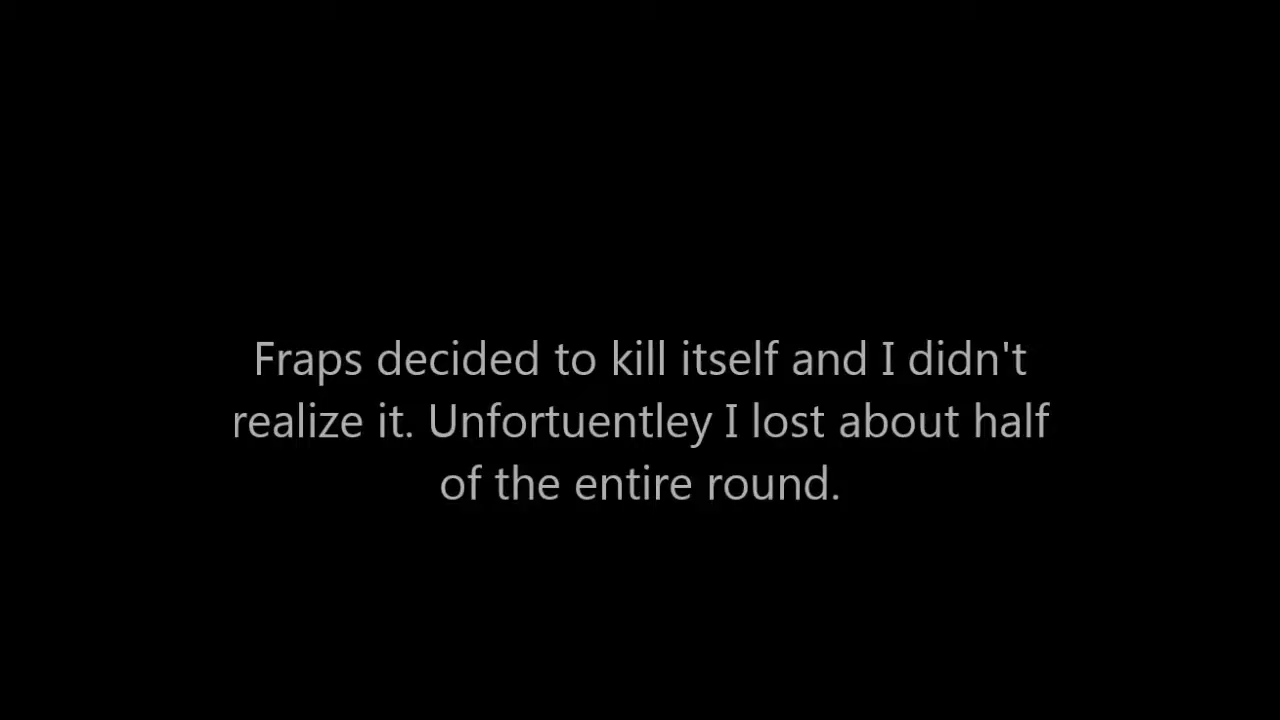 Fraps decided to kill itself and I didn't
realize it. Unfortuentley I lost about half
of the entire round.